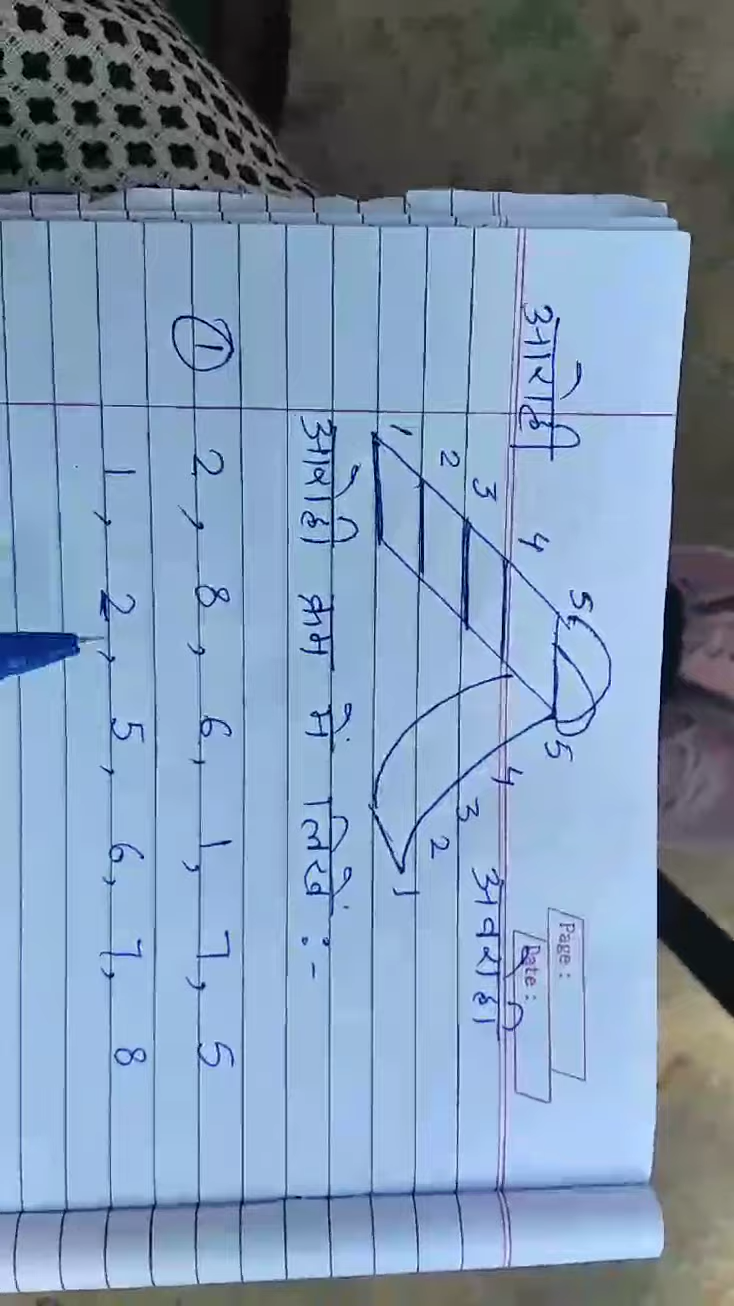 Page :
Date :
आरोही
अवरोही
5 5
4 4
3 3
2 2
1 1
आरोही क्रम में लिखें :-
① 2, 8, 6, 1, 7, 5
1, 2, 5, 6, 7, 8